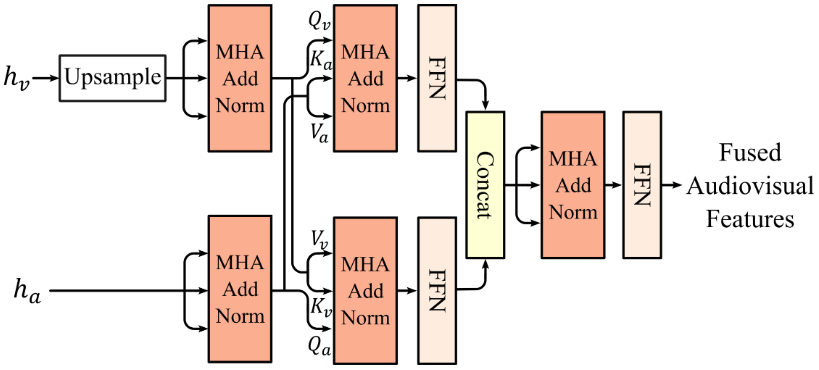 h_v
Upsample
MHA
Add
Norm
Q_v
K_a
V_a
MHA
Add
Norm
FFN
h_a
MHA
Add
Norm
V_v
K_v
Q_a
MHA
Add
Norm
FFN
Concat
MHA
Add
Norm
FFN
Fused
Audiovisual
Features